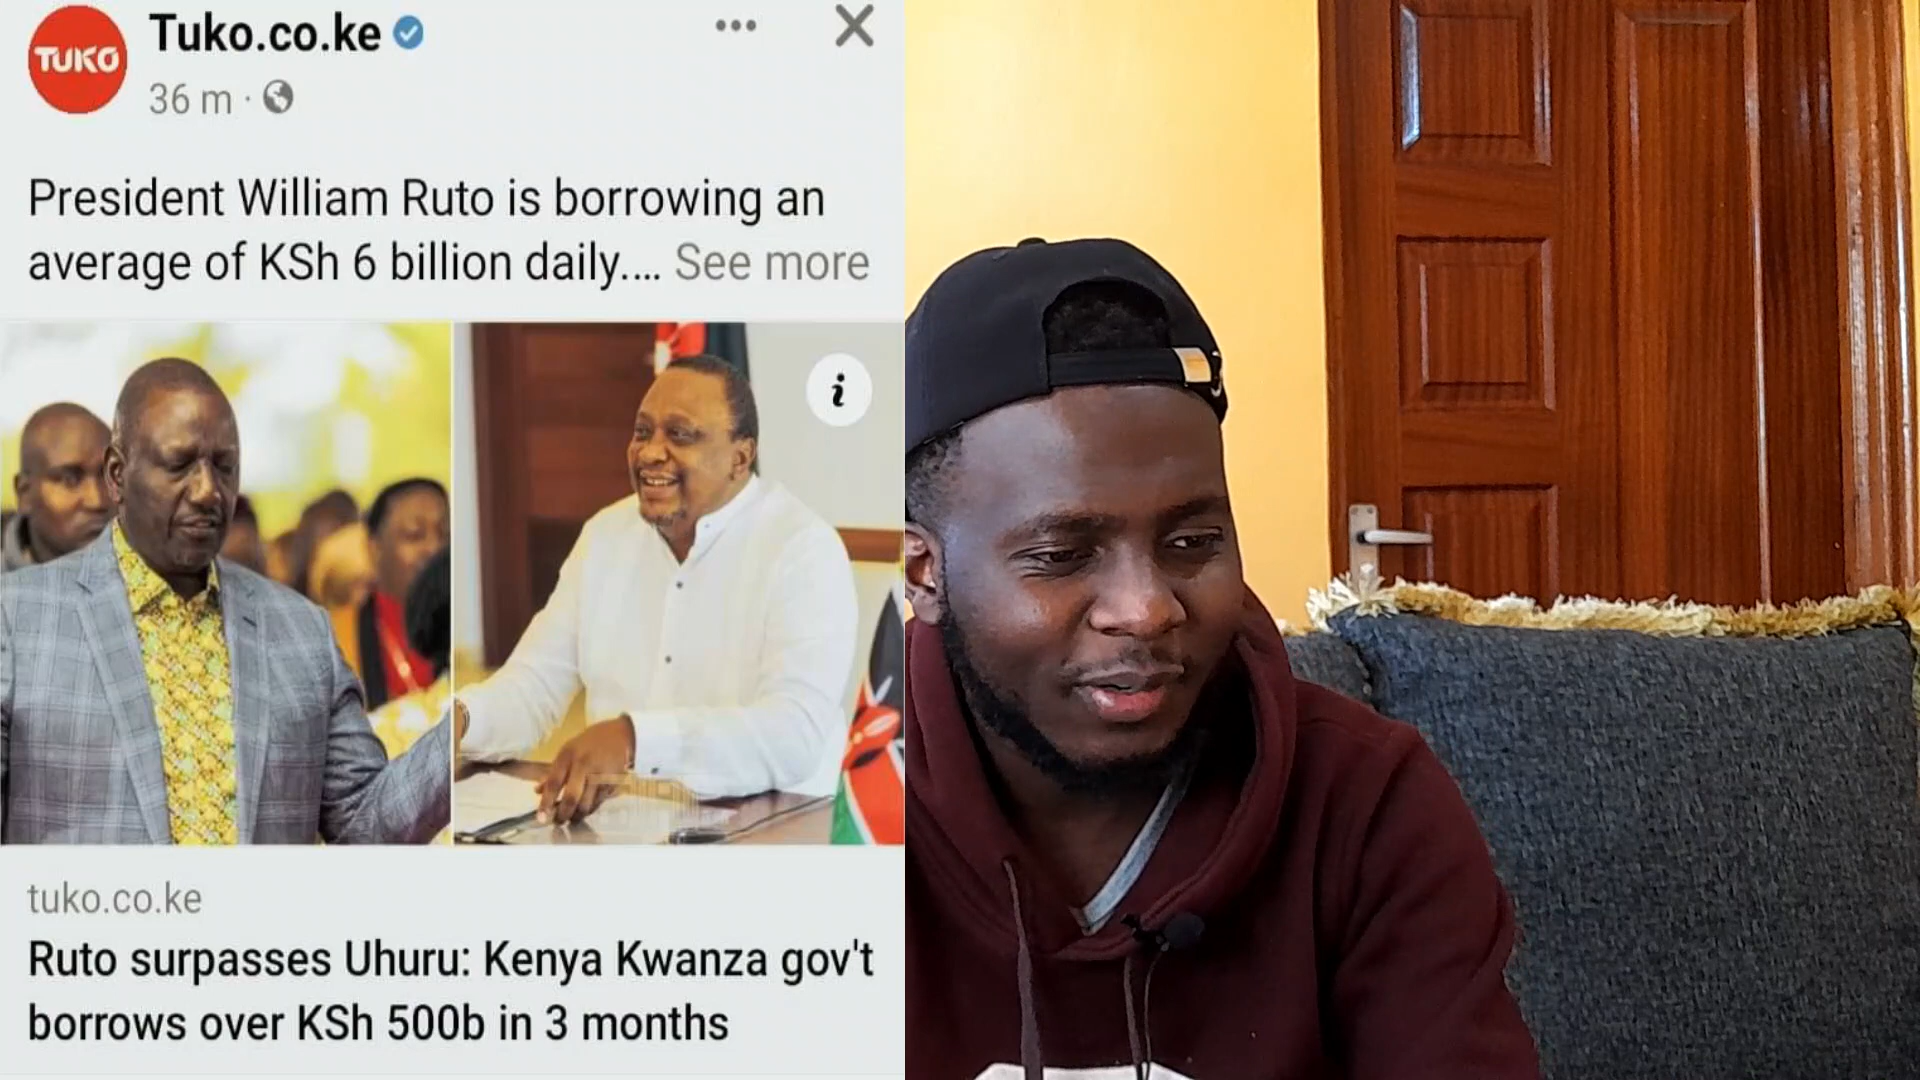 TUKO
Tuko.co.ke
36 m ·
President William Ruto is borrowing an
average of KSh 6 billion daily.... See more
tuko.co.ke
Ruto surpasses Uhuru: Kenya Kwanza gov't
borrows over KSh 500b in 3 months